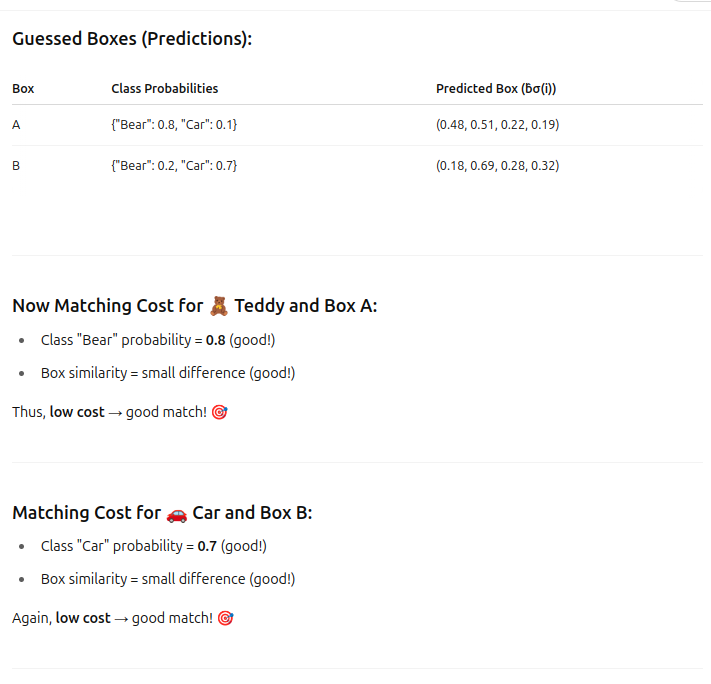 Guessed Boxes (Predictions):
Box Class Probabilities Predicted Box (b̂σ(i))
A {"Bear": 0.8, "Car": 0.1} (0.48, 0.51, 0.22, 0.19)
B {"Bear": 0.2, "Car": 0.7} (0.18, 0.69, 0.28, 0.32)
Now Matching Cost for 🧸 Teddy and Box A:
• Class "Bear" probability = 0.8 (good!)
• Box similarity = small difference (good!)
Thus, low cost → good match! 🎯
Matching Cost for 🚗 Car and Box B:
• Class "Car" probability = 0.7 (good!)
• Box similarity = small difference (good!)
Again, low cost → good match! 🎯